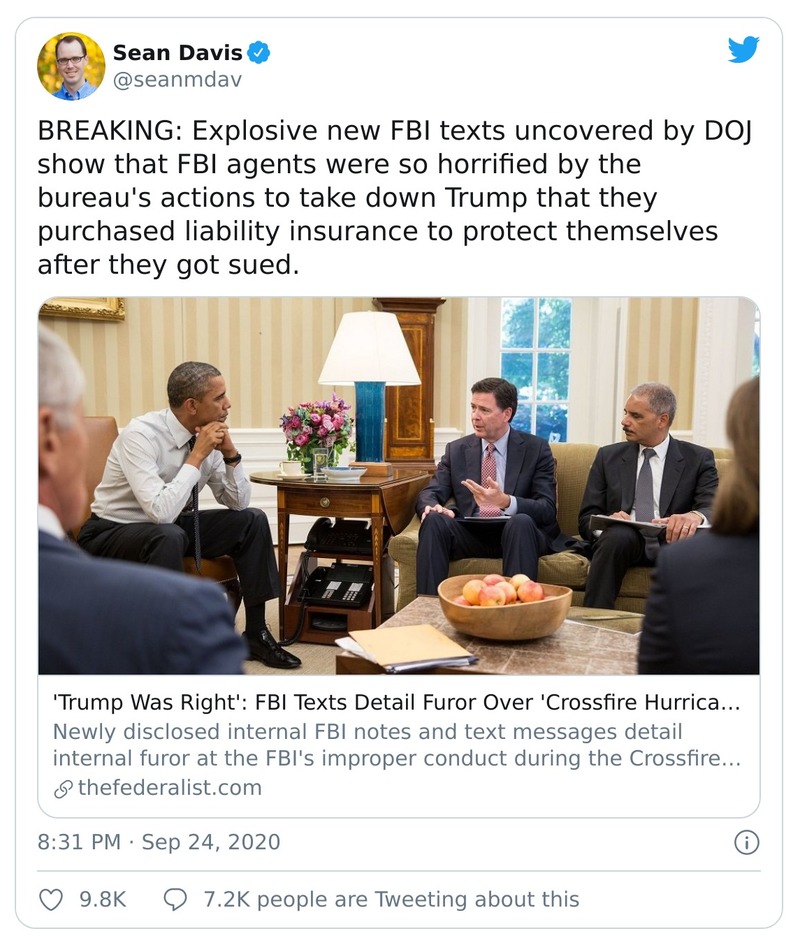 Sean Davis
@seanmdav
BREAKING: Explosive new FBI texts uncovered by DOJ
show that FBI agents were so horrified by the
bureau's actions to take down Trump that they
purchased liability insurance to protect themselves
after they got sued.
'Trump Was Right': FBI Texts Detail Furor Over 'Crossfire Hurrica...
Newly disclosed internal FBI notes and text messages detail
internal furor at the FBI's improper conduct during the Crossfire...
thefederalist.com
8:31 PM · Sep 24, 2020
9.8K 7.2K people are Tweeting about this